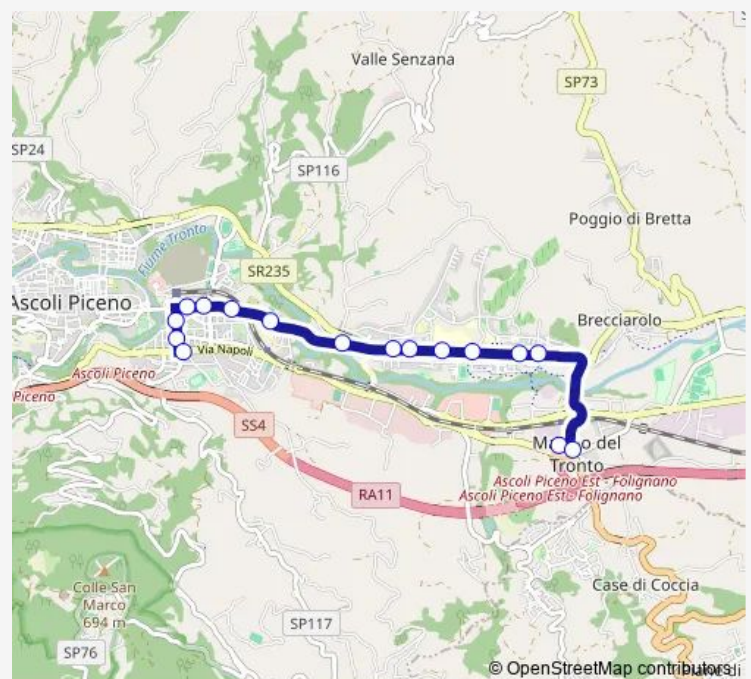 Valle Senzana
SP73
SP24
SP116
Poggio di Bretta
Fiume Tronto
SR235
Ascoli Piceno
Brecciarolo
Via Napoli
Ascoli Piceno
Piceno
SS4
del
Tronto
Ascoli Piceno Est - Folignano
Ascoli Piceno Est - Folignano
RA11
Colle San
Marco
694 m
Case di Coccia
SP117
SP76
© OpenStreetMap contributors